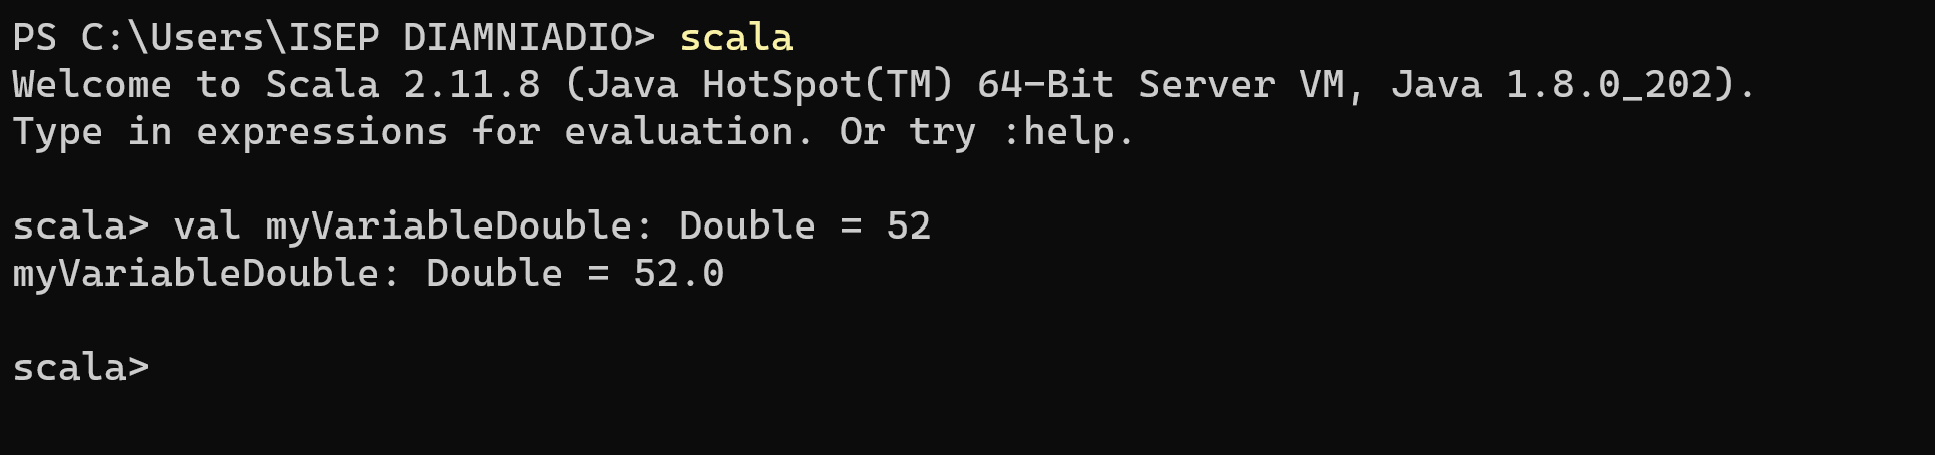 PS C:\Users\ISEP DIAMNIADIO> scala
Welcome to Scala 2.11.8 (Java HotSpot(TM) 64-Bit Server VM, Java 1.8.0_202).
Type in expressions for evaluation. Or try :help.
scala> val myVariableDouble: Double = 52
myVariableDouble: Double = 52.0
scala>